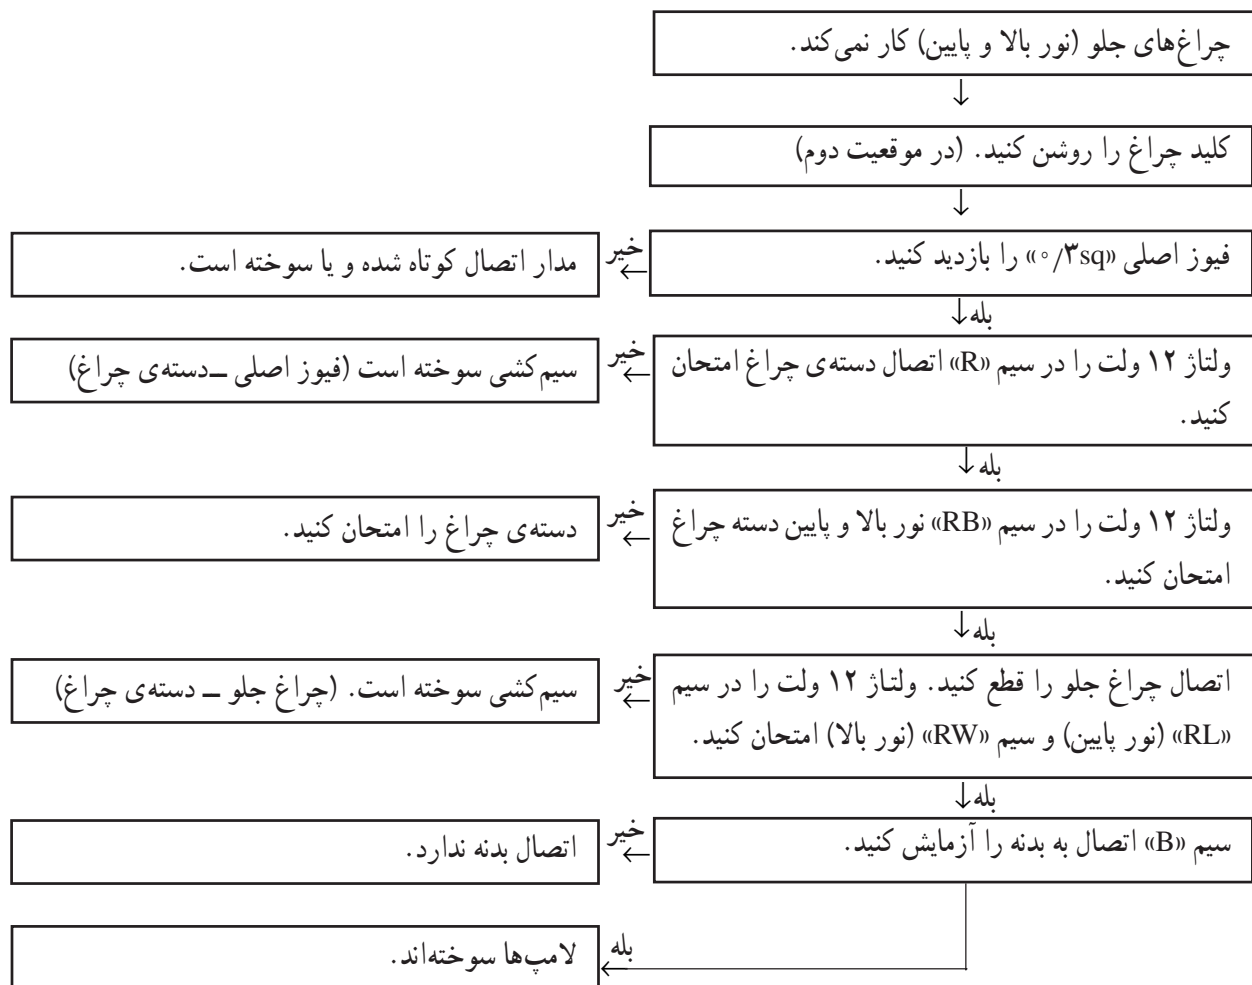 چراغ‌های جلو (نور بالا و پایین) کار نمی‌کند.
کلید چراغ را روشن کنید. (در موقعیت دوم)
فیوز اصلی «۰/۳sq» را بازدید کنید.
خیر
مدار اتصال کوتاه شده و یا سوخته است.
بله
ولتاژ ۱۲ ولت را در سیم «R» اتصال دسته‌ی چراغ امتحان
کنید.
خیر
سیم‌کشی سوخته است (فیوز اصلی ــ دسته‌ی چراغ)
بله
ولتاژ ۱۲ ولت را در سیم «RB» نور بالا و پایین دسته چراغ
امتحان کنید.
خیر
دسته‌ی چراغ را امتحان کنید.
بله
اتصال چراغ جلو را قطع کنید. ولتاژ ۱۲ ولت را در سیم
«RL» (نور پایین) و سیم «RW» (نور بالا) امتحان کنید.
خیر
سیم‌کشی سوخته است. (چراغ جلو ــ دسته‌ی چراغ)
بله
سیم «B» اتصال به بدنه را آزمایش کنید.
خیر
اتصال بدنه ندارد.
بله
لامپ‌ها سوخته‌اند.